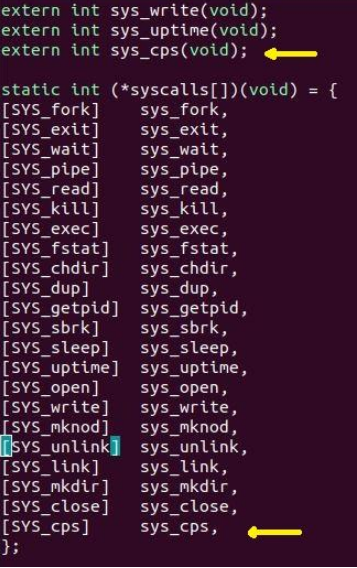 extern int sys_write(void);
extern int sys_uptime(void);
extern int sys_cps(void);
static int (*syscalls[])(void) = {
[SYS_fork]    sys_fork,
[SYS_exit]    sys_exit,
[SYS_wait]    sys_wait,
[SYS_pipe]    sys_pipe,
[SYS_read]    sys_read,
[SYS_kill]    sys_kill,
[SYS_exec]    sys_exec,
[SYS_fstat]   sys_fstat,
[SYS_chdir]   sys_chdir,
[SYS_dup]     sys_dup,
[SYS_getpid]  sys_getpid,
[SYS_sbrk]    sys_sbrk,
[SYS_sleep]   sys_sleep,
[SYS_uptime]  sys_uptime,
[SYS_open]    sys_open,
[SYS_write]   sys_write,
[SYS_mknod]   sys_mknod,
[SYS_unlink]  sys_unlink,
[SYS_link]    sys_link,
[SYS_mkdir]   sys_mkdir,
[SYS_close]   sys_close,
[SYS_cps]     sys_cps,
};